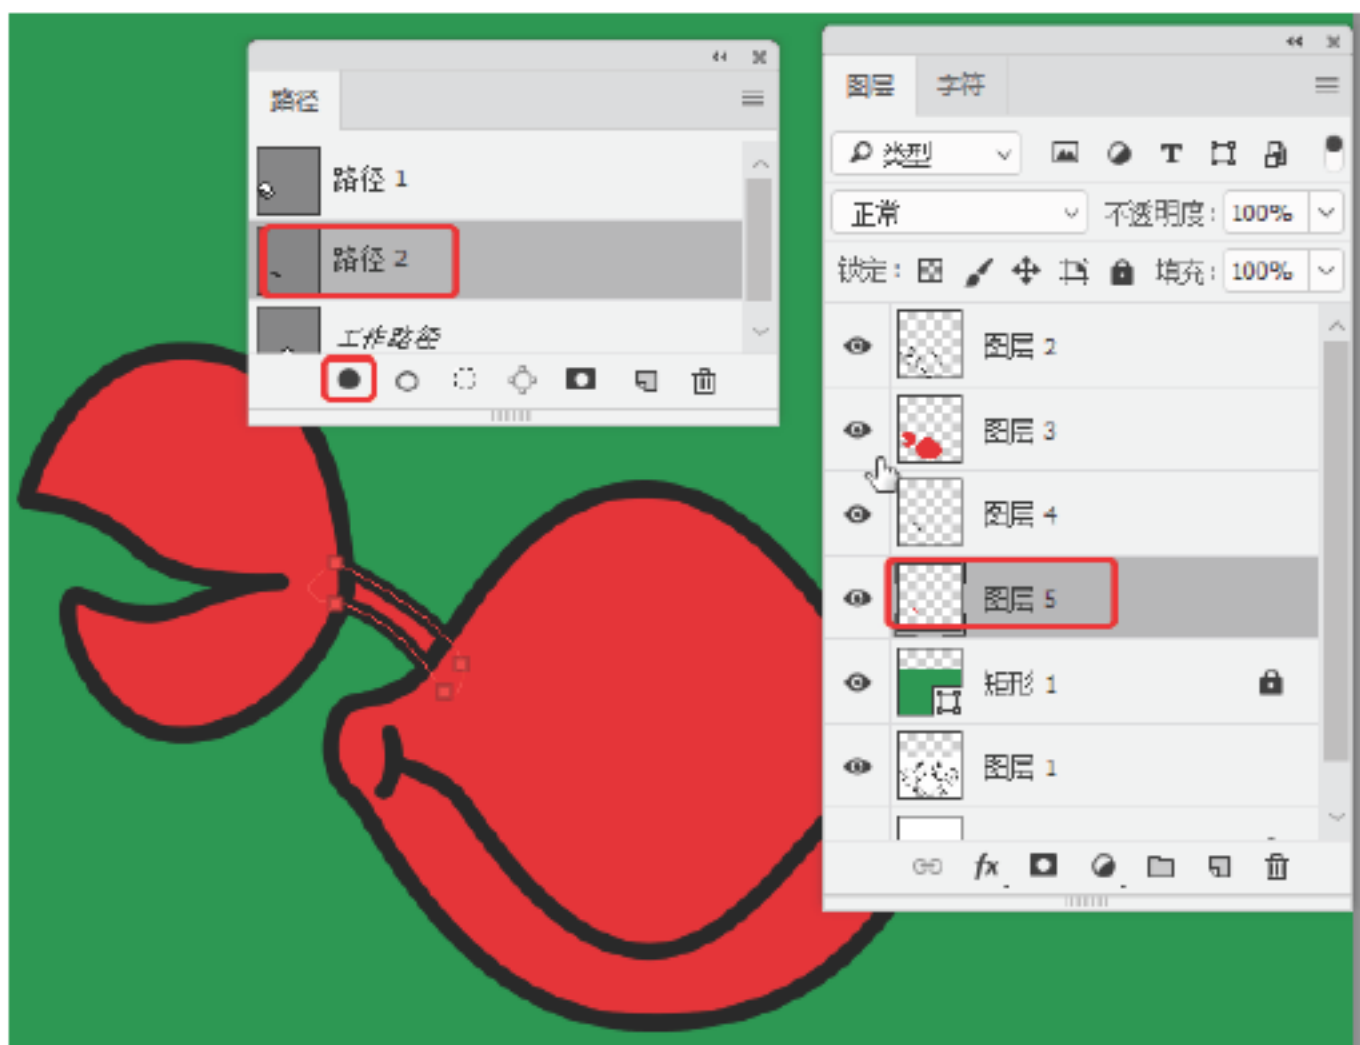 路径
路径 1
路径 2
工作路径
图层 字符
类型
T
正常 不透明度: 100%
锁定: 填充: 100%
图层 2
图层 3
图层 4
图层 5
矩形 1
图层 1
fx